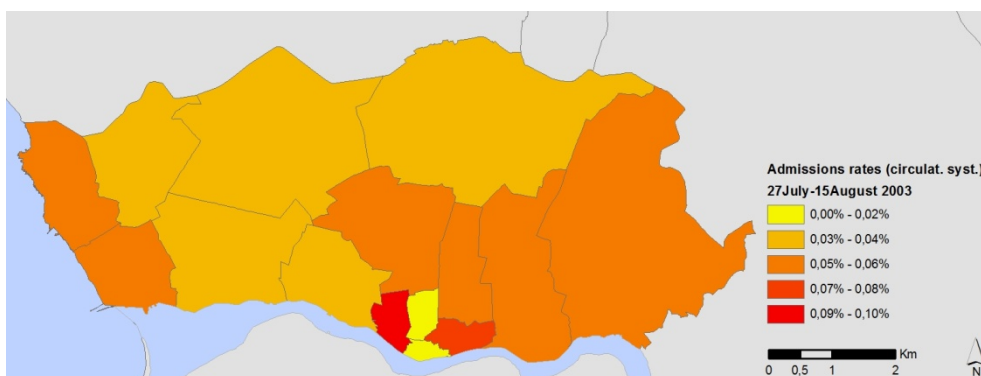 Admissions rates (circulat. syst.)
27July-15August 2003
0,00% - 0,02%
0,03% - 0,04%
0,05% - 0,06%
0,07% - 0,08%
0,09% - 0,10%
Km
0 0,5 1 2
N